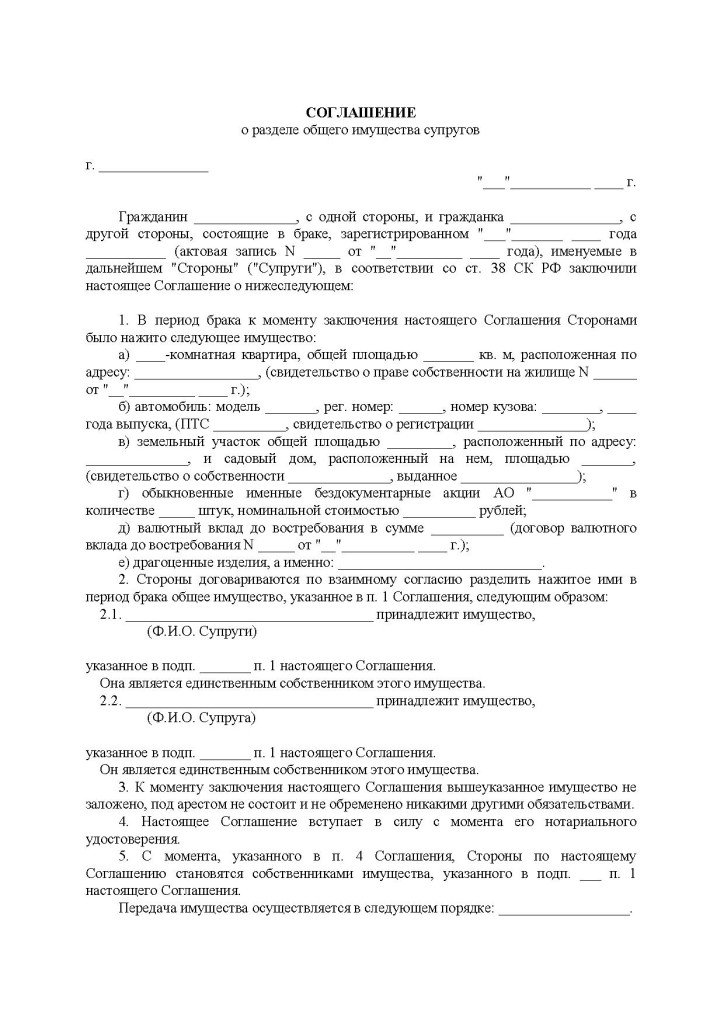 СОГЛАШЕНИЕ
о разделе общего имущества супругов
г. _______________
"___"___________ ____ г.
Гражданин ______________, с одной стороны, и гражданка _______________, с
другой стороны, состоящие в браке, зарегистрированном "___"_______ ____ года
___________ (актовая запись N _____ от "__"_________ ____ года), именуемые в
дальнейшем "Стороны" ("Супруги"), в соответствии со ст. 38 СК РФ заключили
настоящее Соглашение о нижеследующем:
1. В период брака к моменту заключения настоящего Соглашения Сторонами
было нажито следующее имущество:
а) ____-комнатная квартира, общей площадью _______ кв. м, расположенная по
адресу: _________________, (свидетельство о праве собственности на жилище N ______
от "__"_________ ____ г.);
б) автомобиль: модель _______, рег. номер: ______, номер кузова: ________, ____
года выпуска, (ПТС __________, свидетельство о регистрации _______________);
в) земельный участок общей площадью _________, расположенный по адресу:
______________, и садовый дом, расположенный на нем, площадью _______,
(свидетельство о собственности ______________, выданное ________________);
г) обыкновенные именные бездокументарные акции АО "___________" в
количестве _____ штук, номинальной стоимостью __________ рублей;
д) валютный вклад до востребования в сумме __________ (договор валютного
вклада до востребования N _____ от "__"__________ ____ г.);
е) драгоценные изделия, а именно: ____________________________.
2. Стороны договариваются по взаимному согласию разделить нажитое ими в
период брака общее имущество, указанное в п. 1 Соглашения, следующим образом:
2.1. __________________________________ принадлежит имущество,
(Ф.И.О. Супруги)
указанное в подп. _______ п. 1 настоящего Соглашения.
Она является единственным собственником этого имущества.
2.2. __________________________________ принадлежит имущество,
(Ф.И.О. Супруга)
указанное в подп. _______ п. 1 настоящего Соглашения.
Он является единственным собственником этого имущества.
3. К моменту заключения настоящего Соглашения вышеуказанное имущество не
заложено, под арестом не состоит и не обременено никакими другими обязательствами.
4. Настоящее Соглашение вступает в силу с момента его нотариального
удостоверения.
5. С момента, указанного в п. 4 Соглашения, Стороны по настоящему
Соглашению становятся собственниками имущества, указанного в подп. ___ п. 1
настоящего Соглашения.
Передача имущества осуществляется в следующем порядке: __________________.